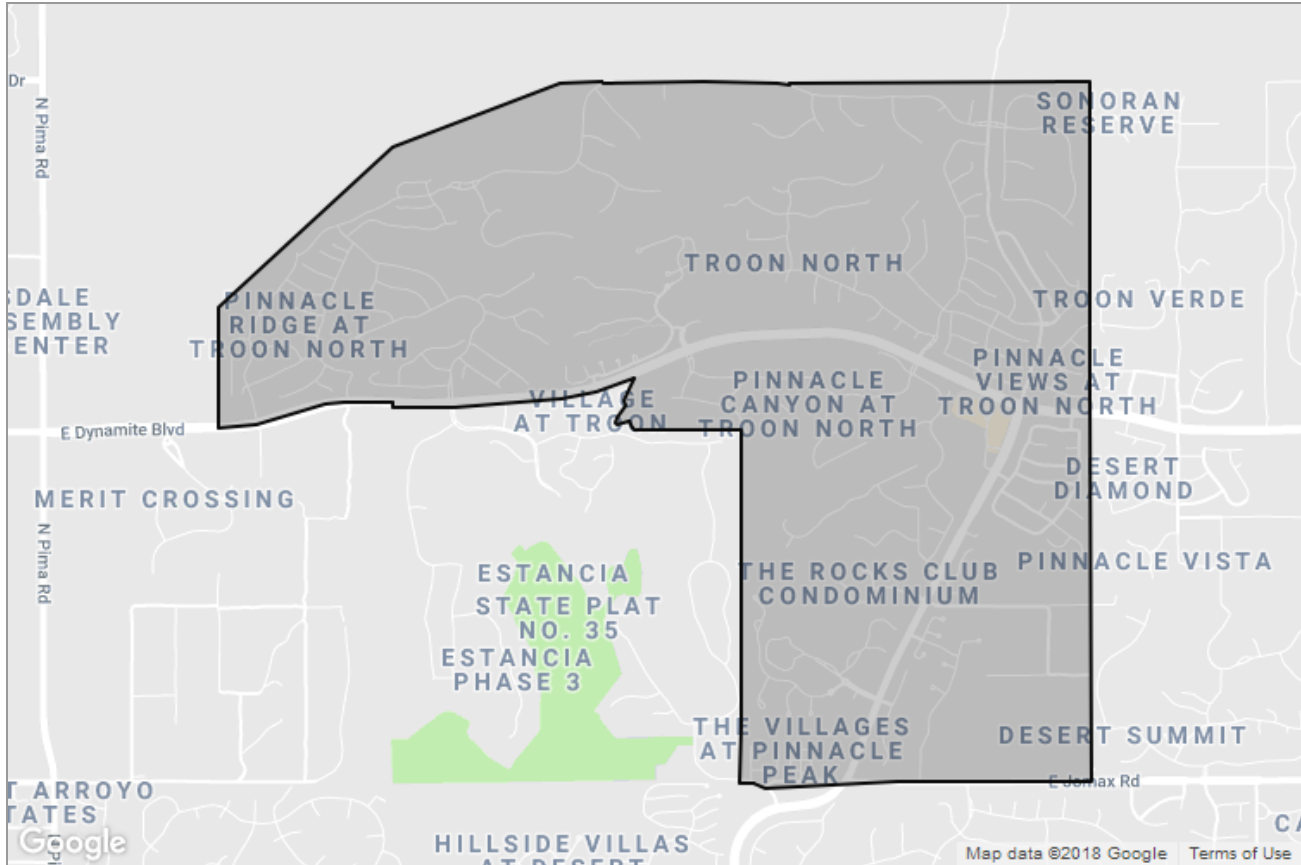 Dr
N Pima Rd
SONORAN
RESERVE
TROON NORTH
SDALE
SEMBLY
ENTER
PINNACLE
RIDGE AT
TROON NORTH
TROON VERDE
PINNACLE
VIEWS AT
TROON NORTH
PINNACLE
CANYON AT
TROON NORTH
VILLAGE
AT TROON
E Dynamite Blvd
MERIT CROSSING
DESERT
DIAMOND
N Pima Rd
ESTANCIA
STATE PLAT
NO. 35
ESTANCIA
PHASE 3
THE ROCKS CLUB
CONDOMINIUM
PINNACLE VISTA
THE VILLAGES
AT PINNACLE
PEAK
DESERT SUMMIT
E Jomax Rd
T ARROYO
TATES
HILLSIDE VILLAS
AT DESERT
CA
Google
Map data ©2018 Google
Terms of Use